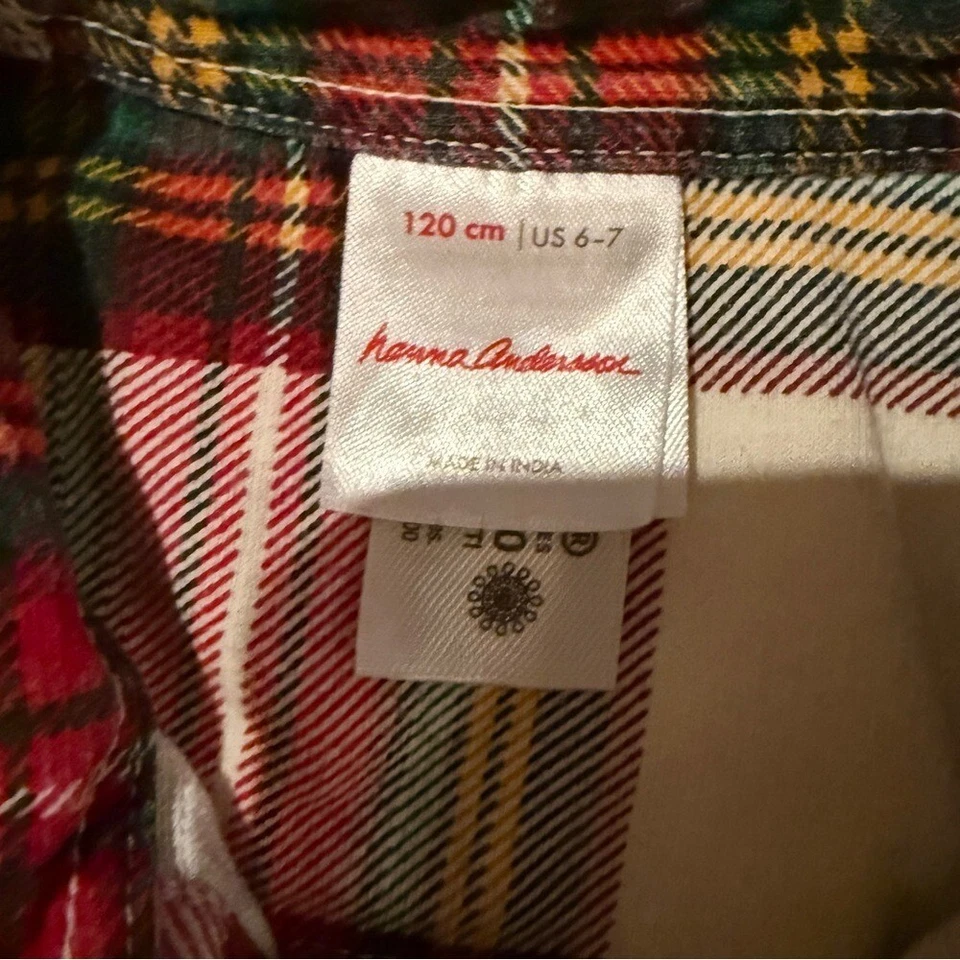 120 cm | US 6–7
hanna andersson
MADE IN INDIA
®